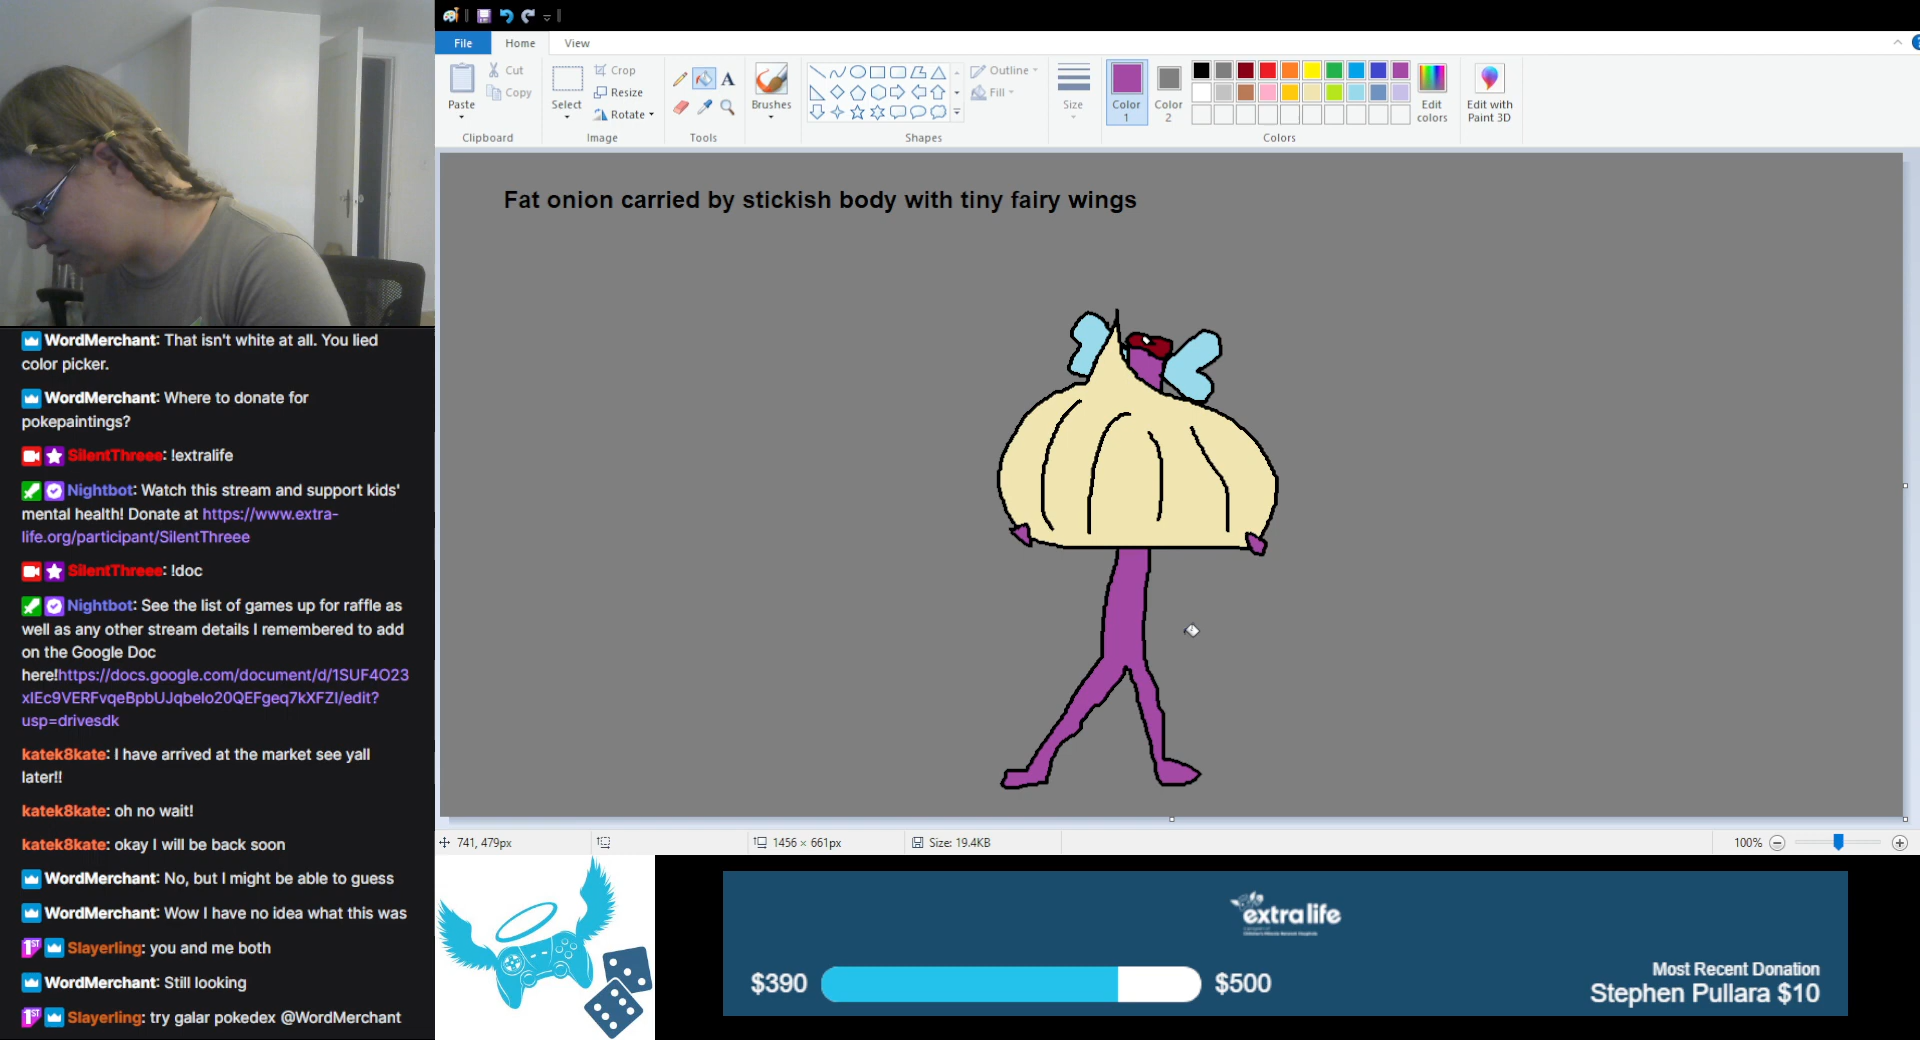 File Home View
Paste
Cut
Copy
Clipboard
Select
Crop
Resize
Rotate
Image
A
Tools
Brushes
Outline
Fill
Shapes
Size
Color 1
Color 2
Edit colors
Colors
Edit with Paint 3D
Fat onion carried by stickish body with tiny fairy wings
WordMerchant: That isn't white at all. You lied
color picker.
WordMerchant: Where to donate for
pokepaintings?
SilentThreee: !extralife
Nightbot: Watch this stream and support kids'
mental health! Donate at https://www.extra-
life.org/participant/SilentThreee
SilentThreee: !doc
Nightbot: See the list of games up for raffle as
well as any other stream details I remembered to add
on the Google Doc
here!https://docs.google.com/document/d/1SUF4O23
xIEc9VERFvqeBpbUJqbelo20QEFgeq7kXFZI/edit?
usp=drivesdk
katek8kate: I have arrived at the market see yall
later!!
katek8kate: oh no wait!
katek8kate: okay I will be back soon
WordMerchant: No, but I might be able to guess
WordMerchant: Wow I have no idea what this was
1ST Slayerling: you and me both
WordMerchant: Still looking
1ST Slayerling: try galar pokedex @WordMerchant
741, 479px
1456 × 661px
Size: 19.4KB
100%
extra life
$390
$500
Most Recent Donation
Stephen Pullara $10